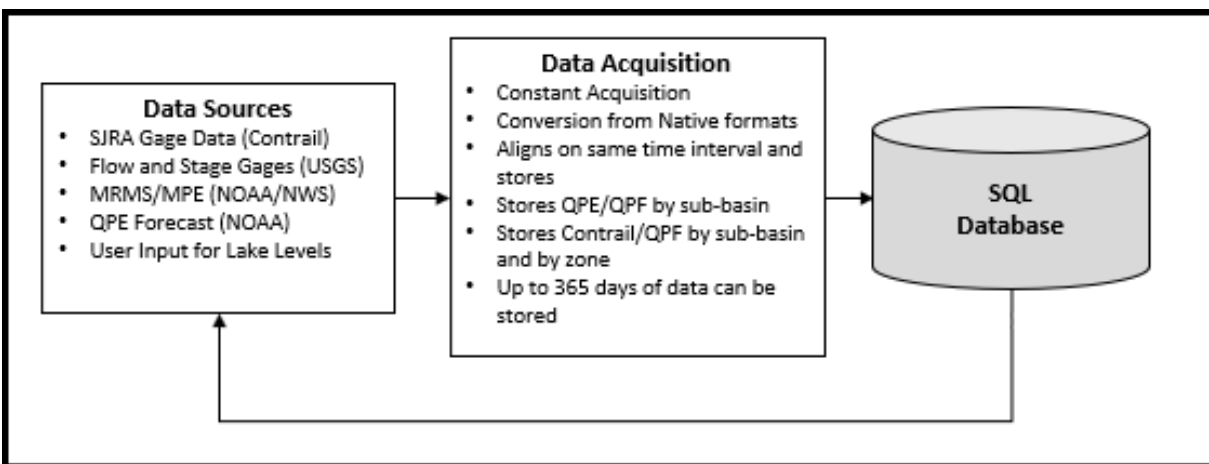 Data Sources
• SJRA Gage Data (Contrail)
• Flow and Stage Gages (USGS)
• MRMS/MPE (NOAA/NWS)
• QPE Forecast (NOAA)
• User Input for Lake Levels
Data Acquisition
• Constant Acquisition
• Conversion from Native formats
• Aligns on same time interval and
stores
• Stores QPE/QPF by sub-basin
• Stores Contrail/QPF by sub-basin
and by zone
• Up to 365 days of data can be
stored
SQL
Database